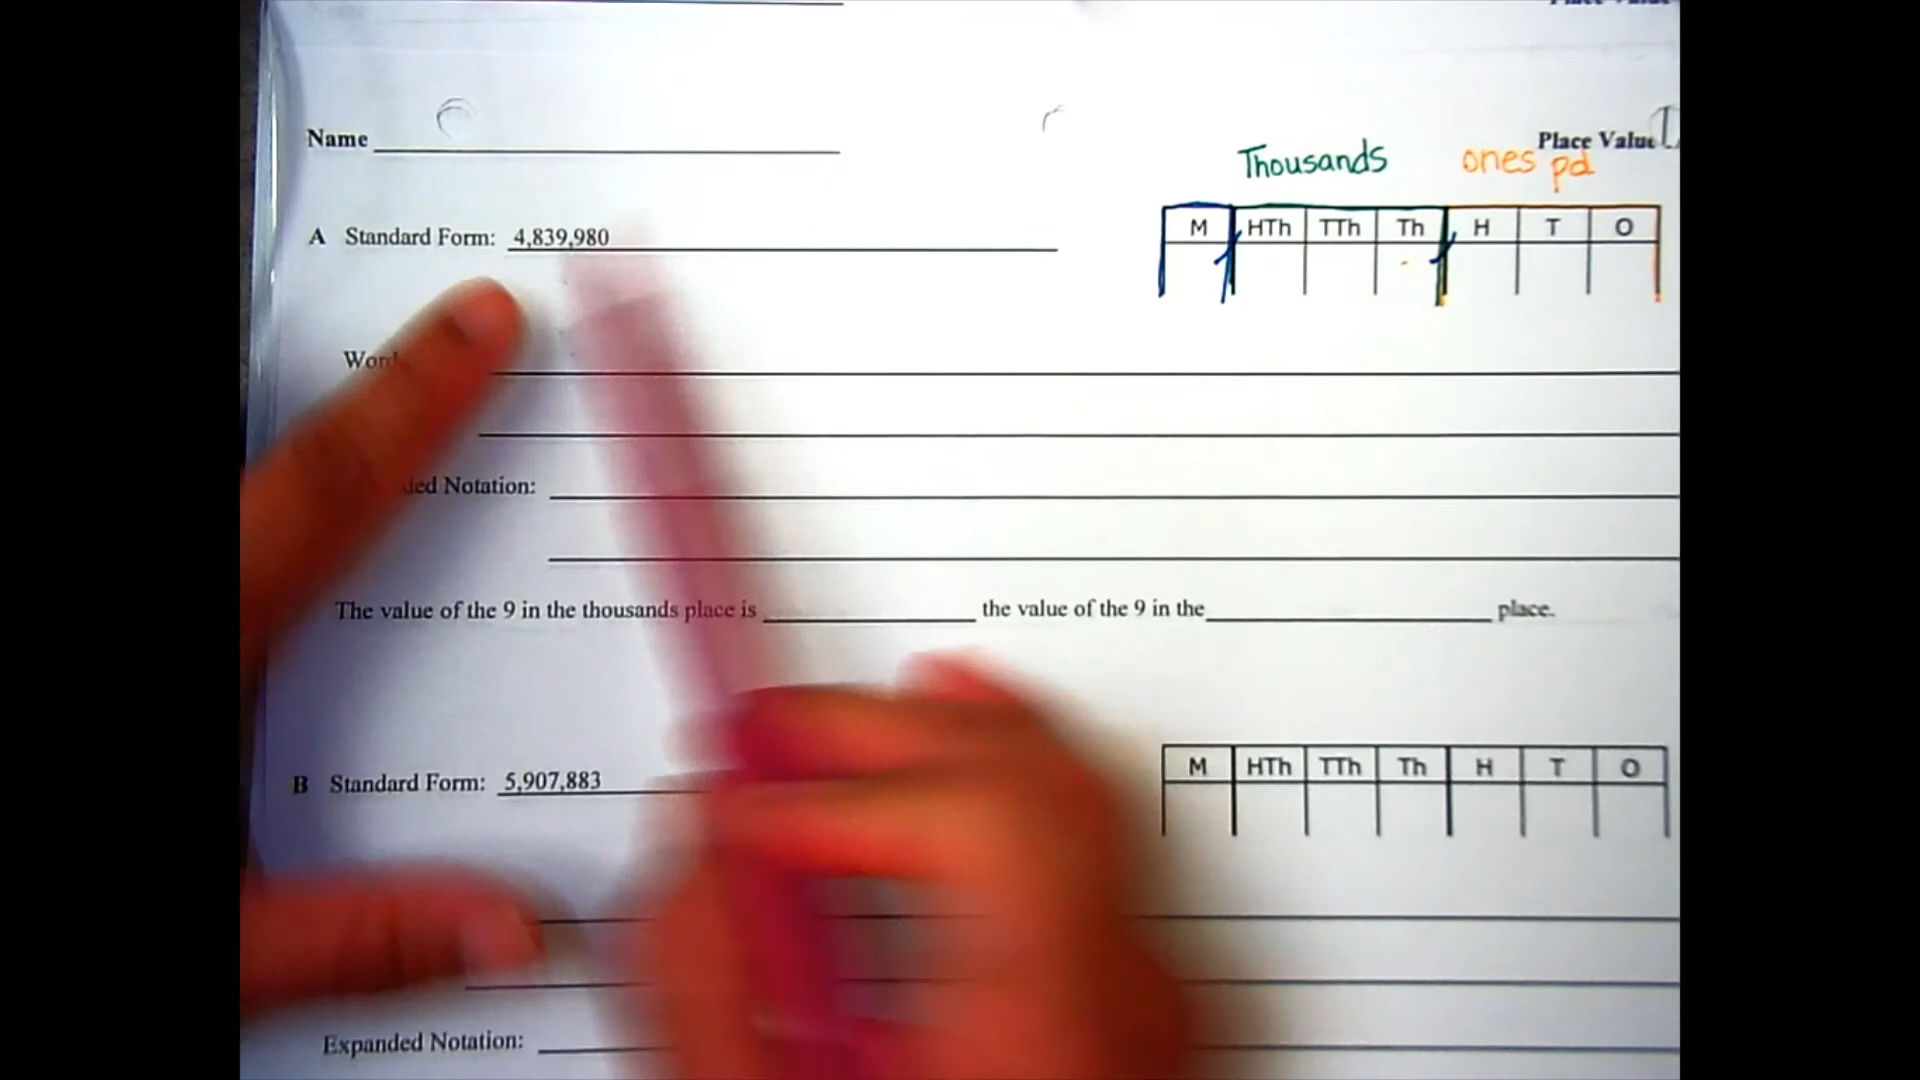 Name
Place Value
Thousands ones pd
A Standard Form: 4,839,980
M HTh TTh Th H T O
Word
ded Notation:
The value of the 9 in the thousands place is the value of the 9 in the place.
B Standard Form: 5,907,883
M HTh TTh Th H T O
Expanded Notation: